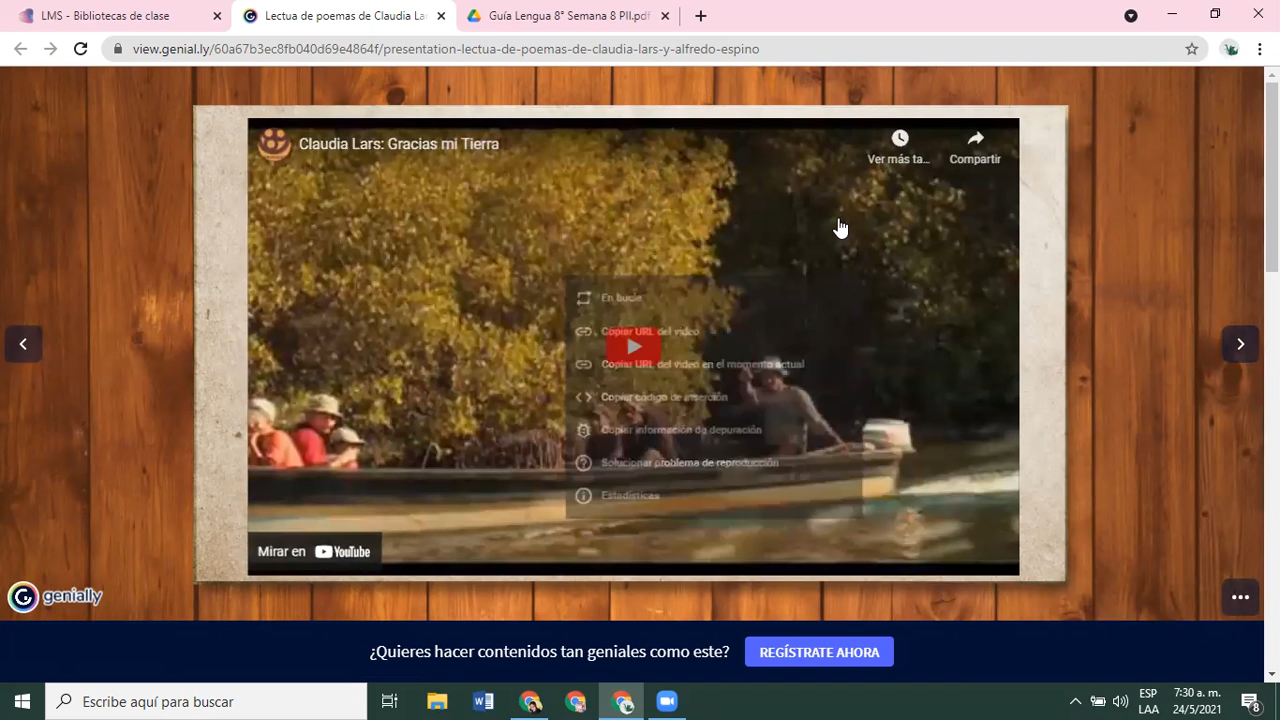 LMS - Bibliotecas de clase
Lectua de poemas de Claudia Lar
Guía Lengua 8° Semana 8 PII.pdf
view.genial.ly/60a67b3ec8fb040d69e4864f/presentation-lectua-de-poemas-de-claudia-lars-y-alfredo-espino
Claudia Lars: Gracias mi Tierra
Ver más ta...
Compartir
En bucle
Copiar URL del video
Copiar URL del video en el momento actual
Copiar código de inserción
Copiar información de depuración
Solucionar problema de reproducción
Estadísticas
Mirar en YouTube
genially
¿Quieres hacer contenidos tan geniales como este?
REGÍSTRATE AHORA
Escribe aquí para buscar
ESP
LAA
7:30 a. m.
24/5/2021
8